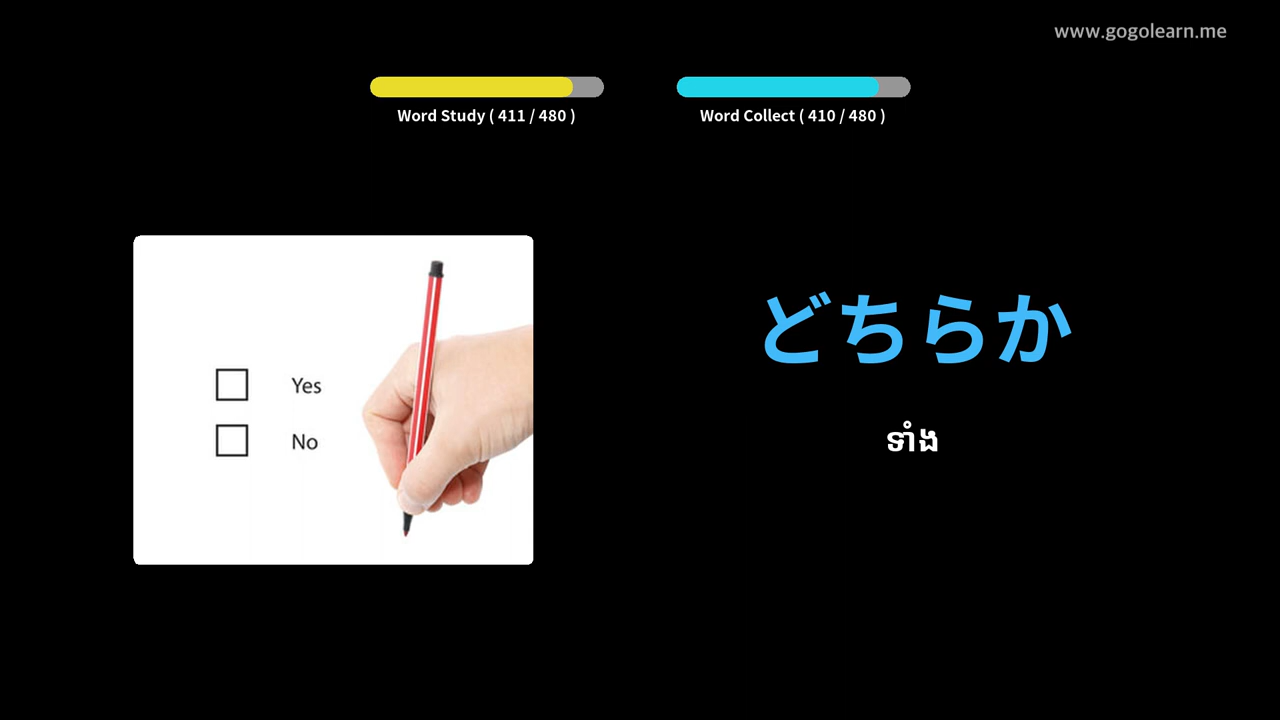 www.gogolearn.me
Word Study ( 411 / 480 )
Word Collect ( 410 / 480 )
Yes
No
どちらか
ទាំង